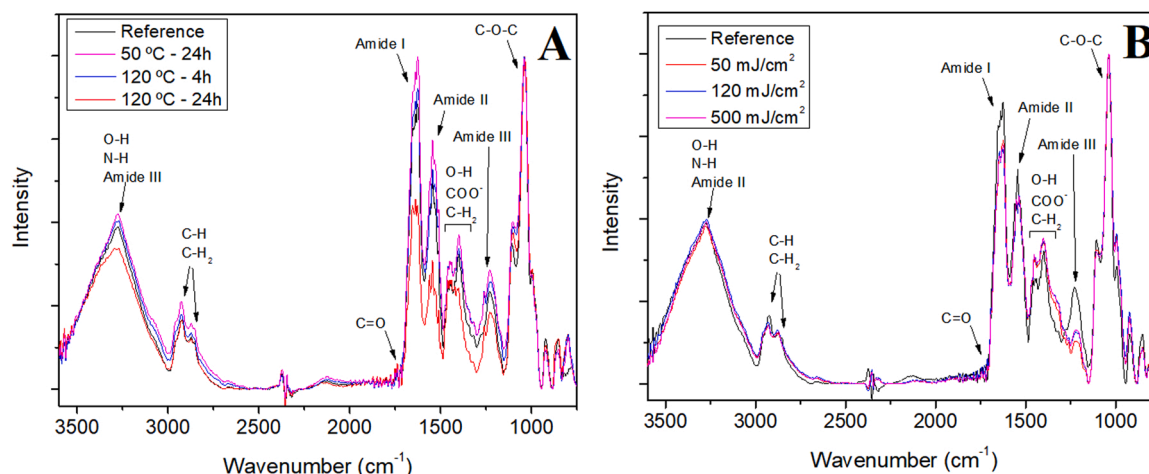 Reference
50 ºC - 24h
120 ºC - 4h
120 ºC - 24h
A
Amide I
C-O-C
Amide II
Amide III
O-H
N-H
Amide III
O-H
COO⁻
C-H₂
C-H
C-H₂
C=O
Intensity
3500 3000 2500 2000 1500 1000
Wavenumber (cm⁻¹)
Reference
50 mJ/cm²
120 mJ/cm²
500 mJ/cm²
B
C-O-C
Amide I
Amide II
Amide III
O-H
N-H
Amide II
O-H
COO⁻
C-H₂
C-H
C-H₂
C=O
Intensity
3500 3000 2500 2000 1500 1000
Wavenumber (cm⁻¹)